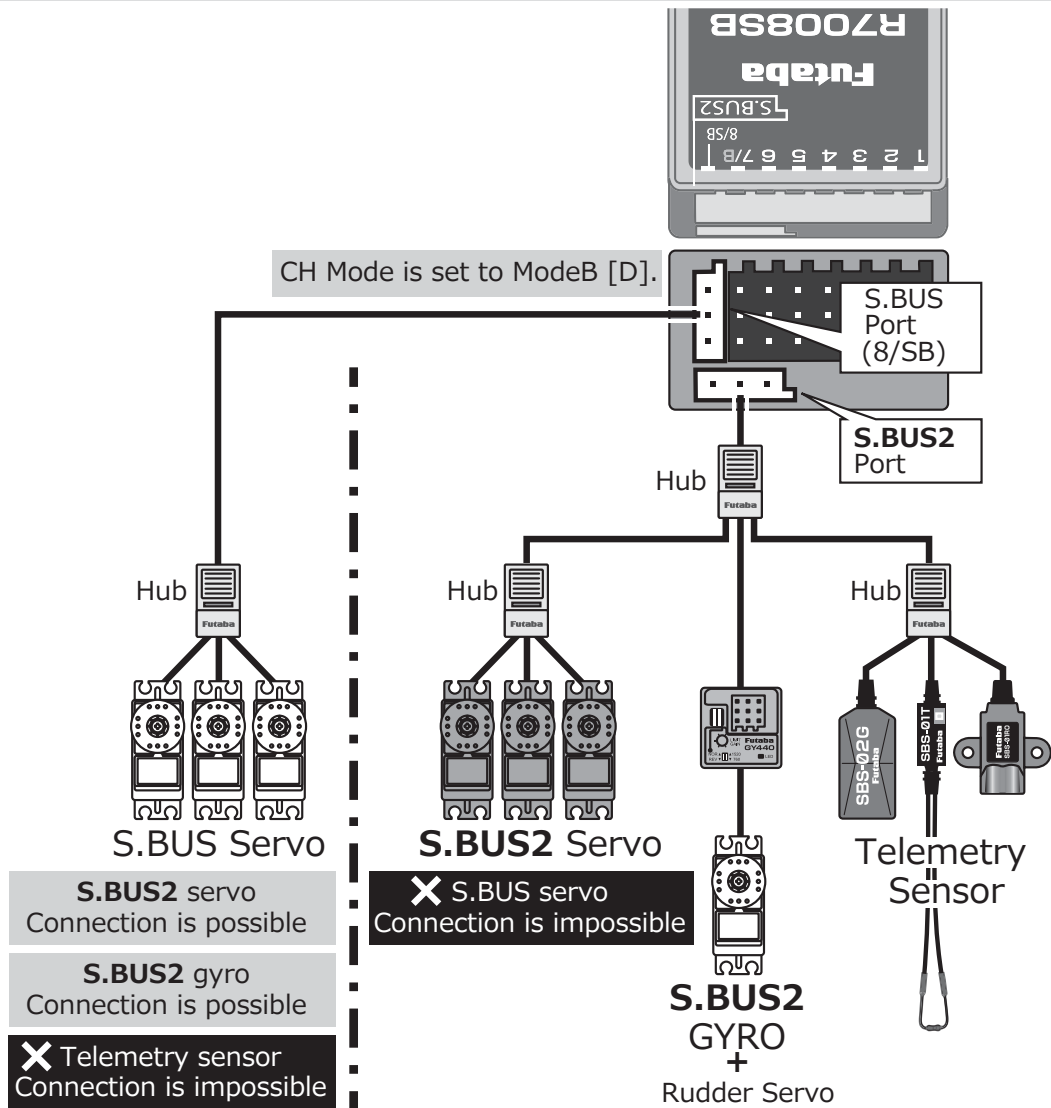 R7008SB
Futaba
S.BUS2
8/SB
7/B 6 5 4 3 2 1
CH Mode is set to ModeB [D].
S.BUS
Port
(8/SB)
S.BUS2
Port
Hub
Futaba
Hub
Futaba
Hub
Futaba
Hub
Futaba
Futaba
GY440
SBS-02G
Futaba
SBS-01T
Futaba
Futaba
SBS-01RO
S.BUS Servo
S.BUS2 Servo
Telemetry
Sensor
S.BUS2 servo
Connection is possible
S.BUS2 gyro
Connection is possible
X Telemetry sensor
Connection is impossible
X S.BUS servo
Connection is impossible
S.BUS2
GYRO
+
Rudder Servo